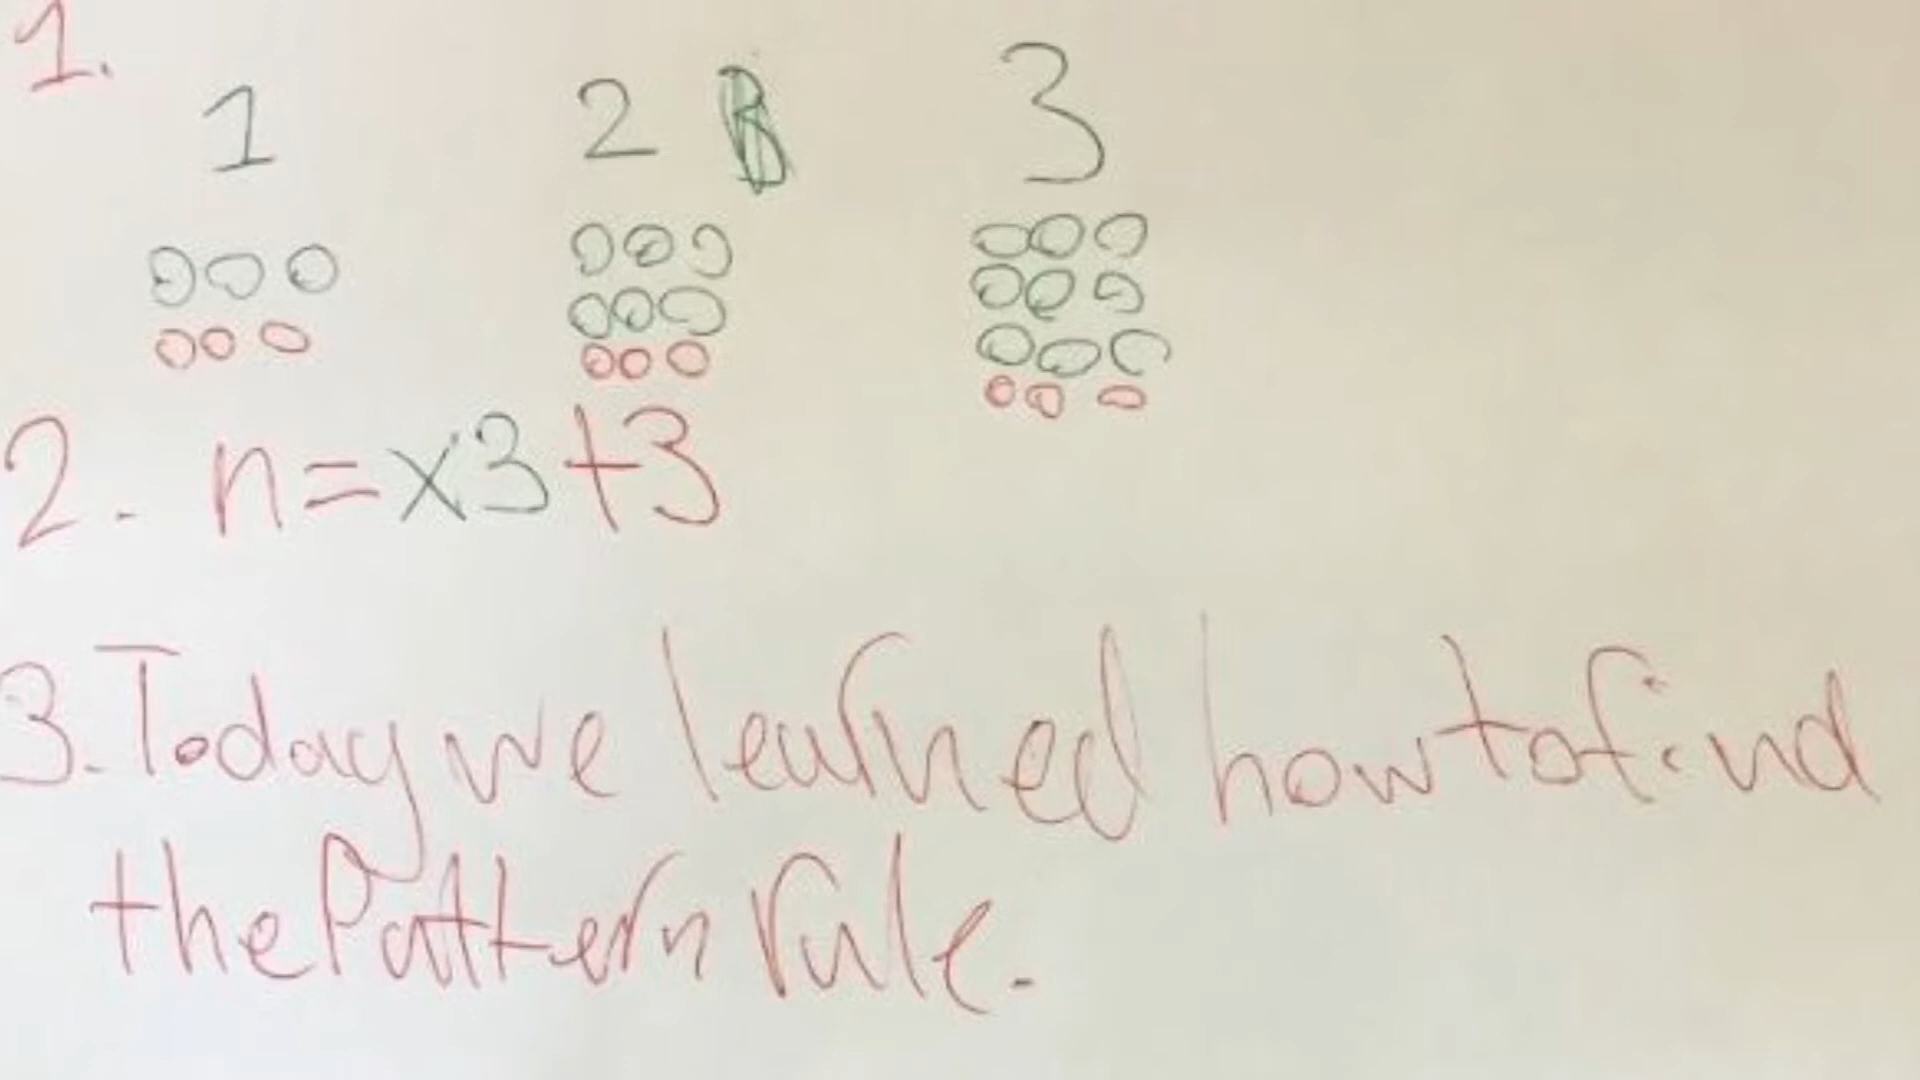 1.
1 2 3
2. n=x3+3
3. Today we learned how to find
the Pattern rule.